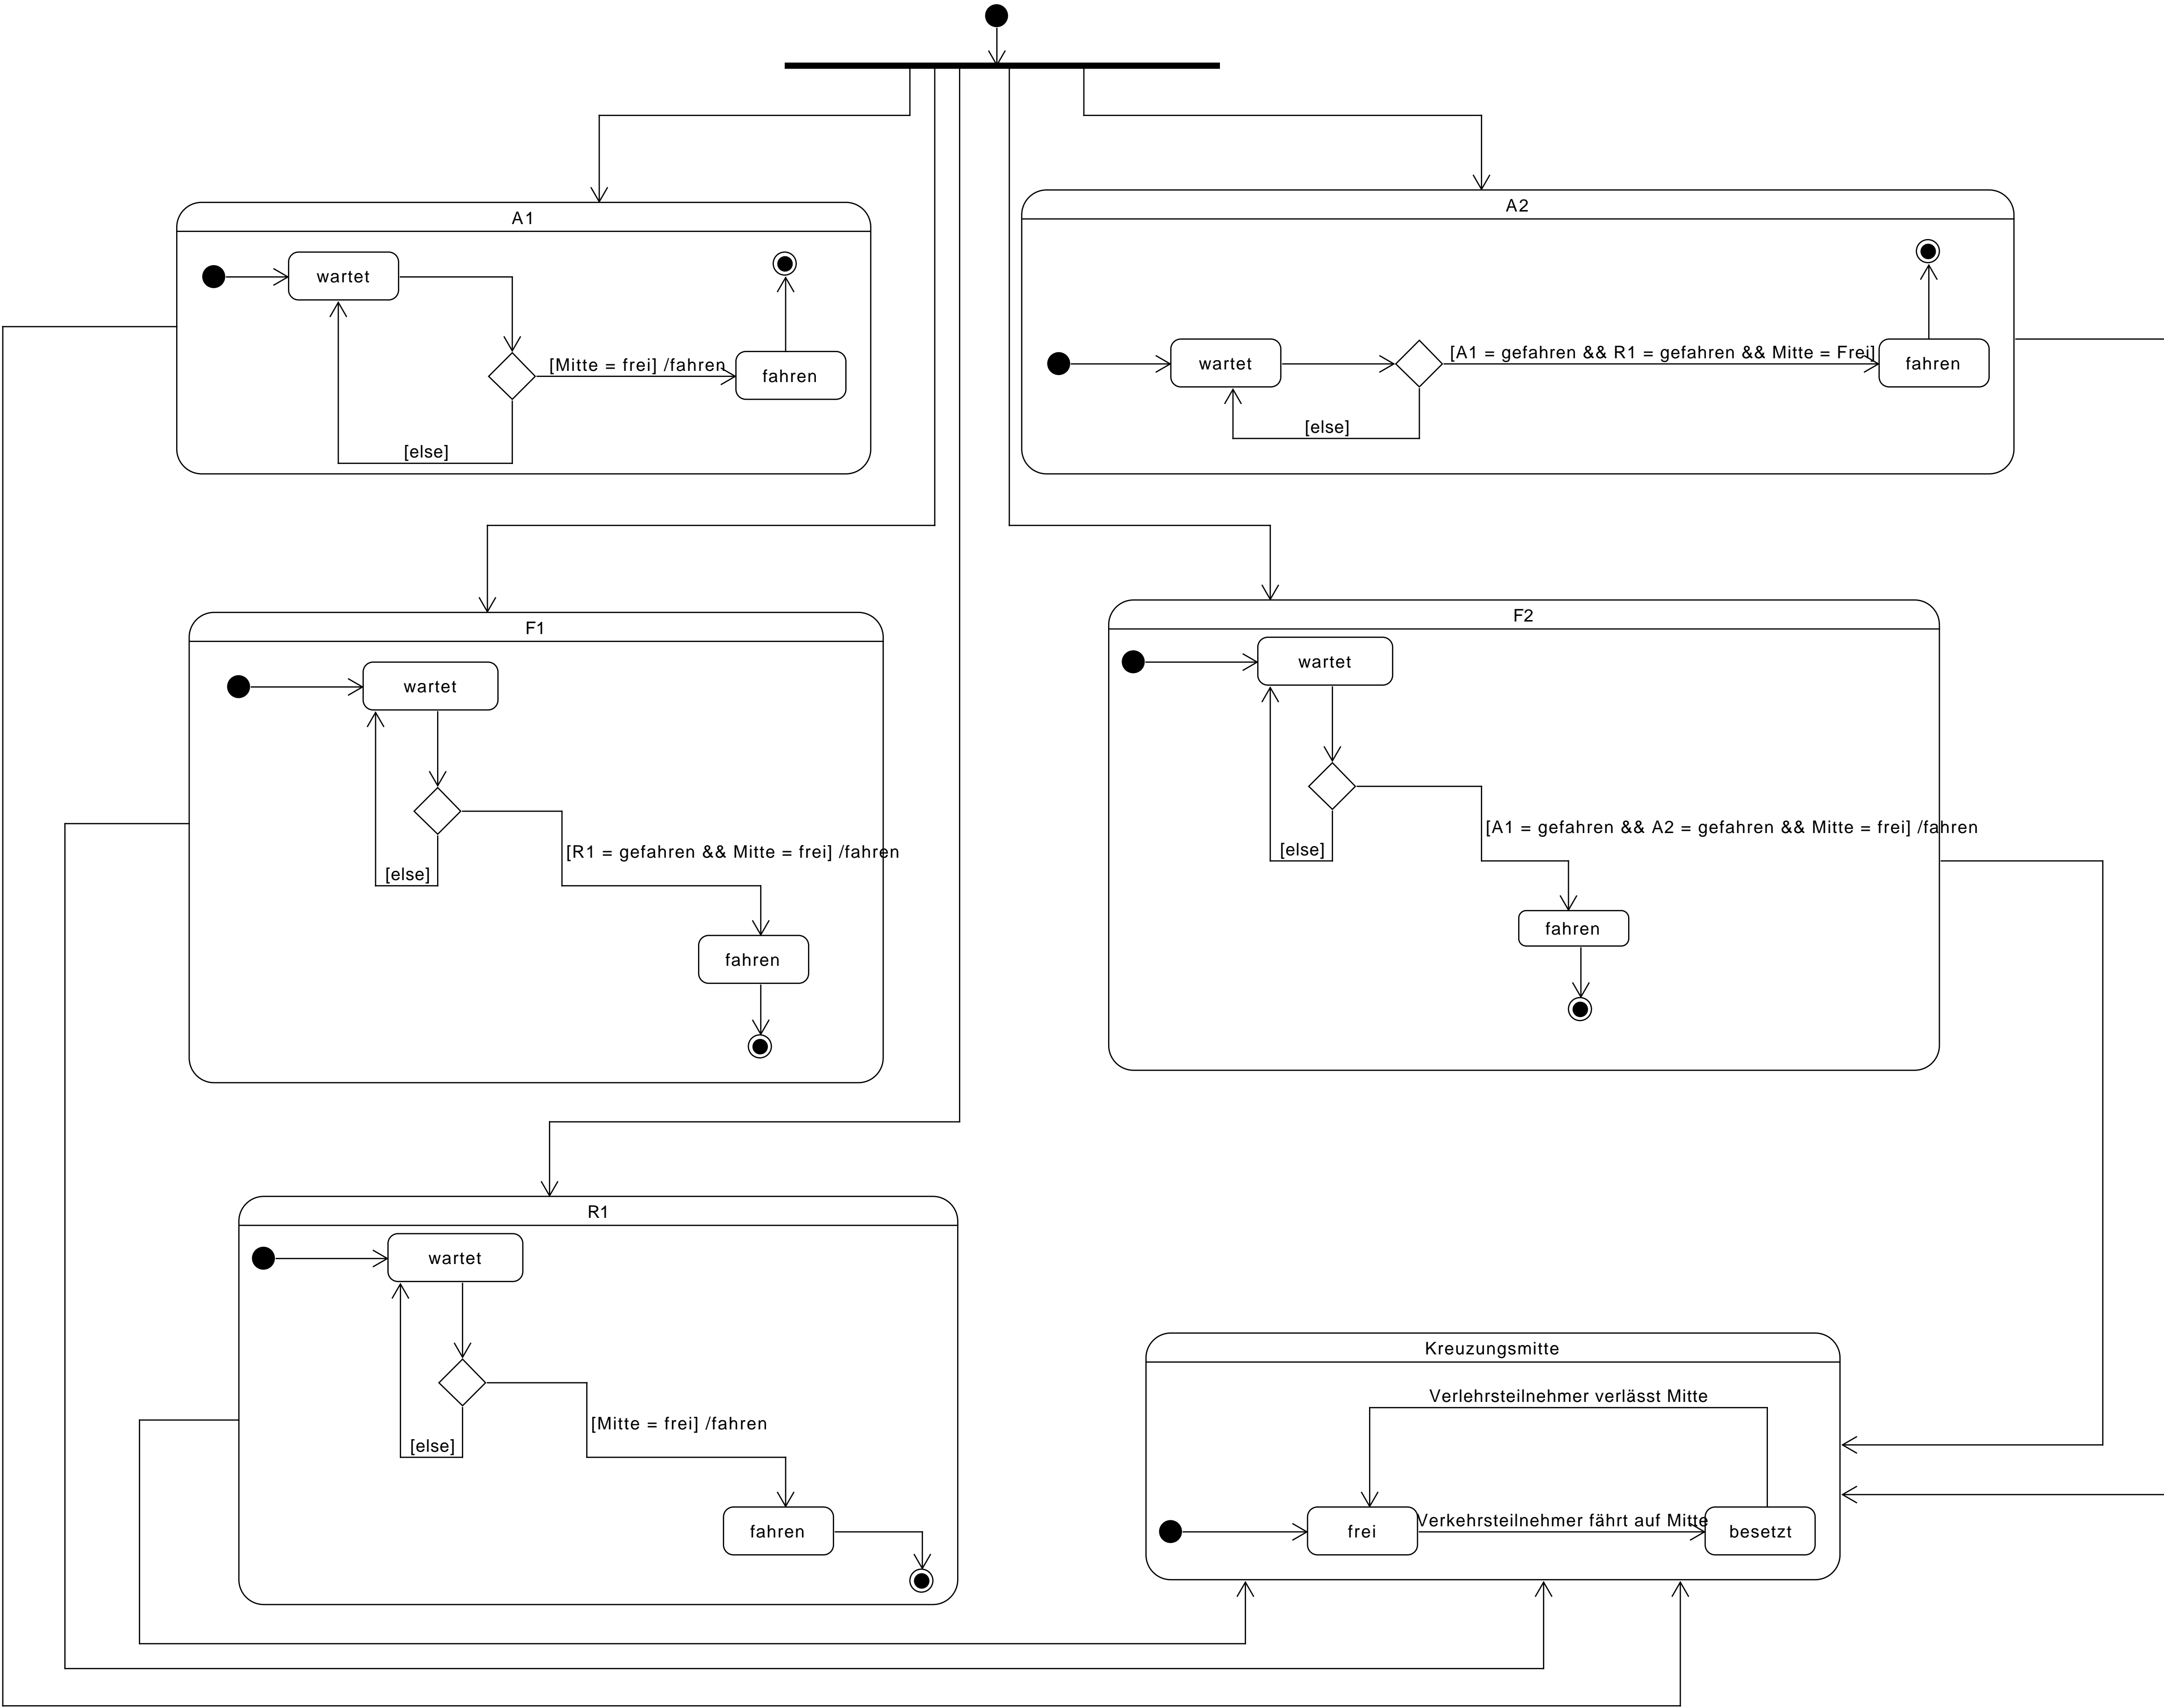 A1
wartet
[Mitte = frei] /fahren
fahren
[else]
A2
wartet
[A1 = gefahren && R1 = gefahren && Mitte = Frei]
fahren
[else]
F1
wartet
[R1 = gefahren && Mitte = frei] /fahren
[else]
fahren
F2
wartet
[A1 = gefahren && A2 = gefahren && Mitte = frei] /fahren
[else]
fahren
R1
wartet
[Mitte = frei] /fahren
[else]
fahren
Kreuzungsmitte
Verlehrsteilnehmer verlässt Mitte
frei
Verkehrsteilnehmer fährt auf Mitte
besetzt